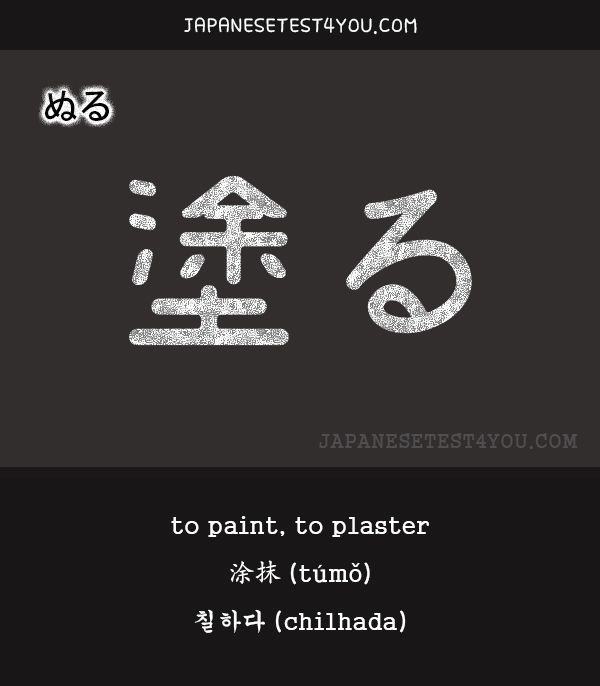 JAPANESETEST4YOU.COM
ぬる
塗る
JAPANESETEST4YOU.COM
to paint, to plaster
涂抹 (túmǒ)
칠하다 (chilhada)